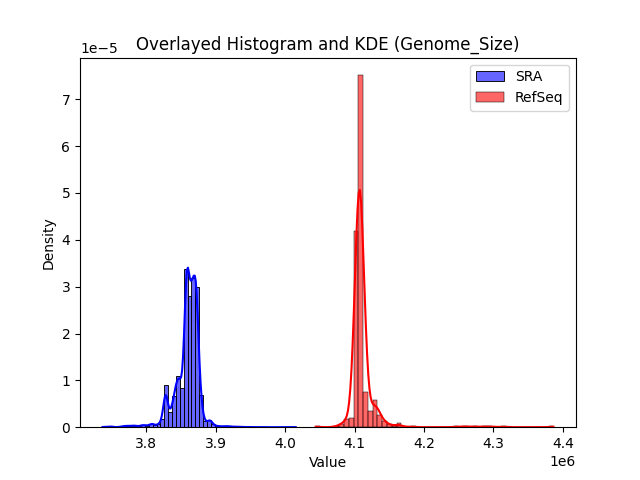 Overlayed Histogram and KDE (Genome_Size)
1e−5
SRA
RefSeq
7
6
5
4
3
2
1
0
Density
3.8 3.9 4.0 4.1 4.2 4.3 4.4
1e6
Value